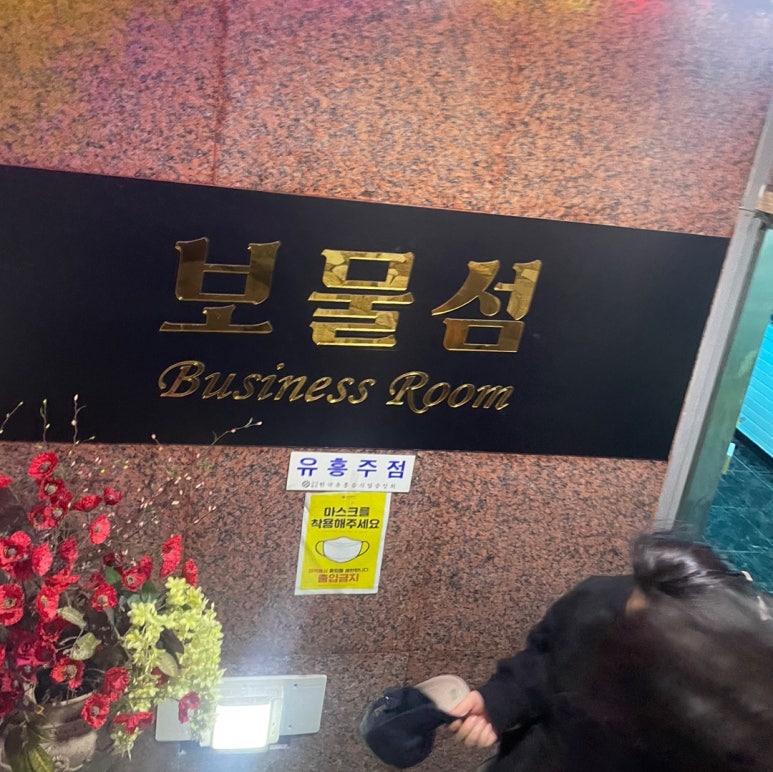 보물섬
Business Room
유흥주점
마스크를
착용해주세요
출입금지